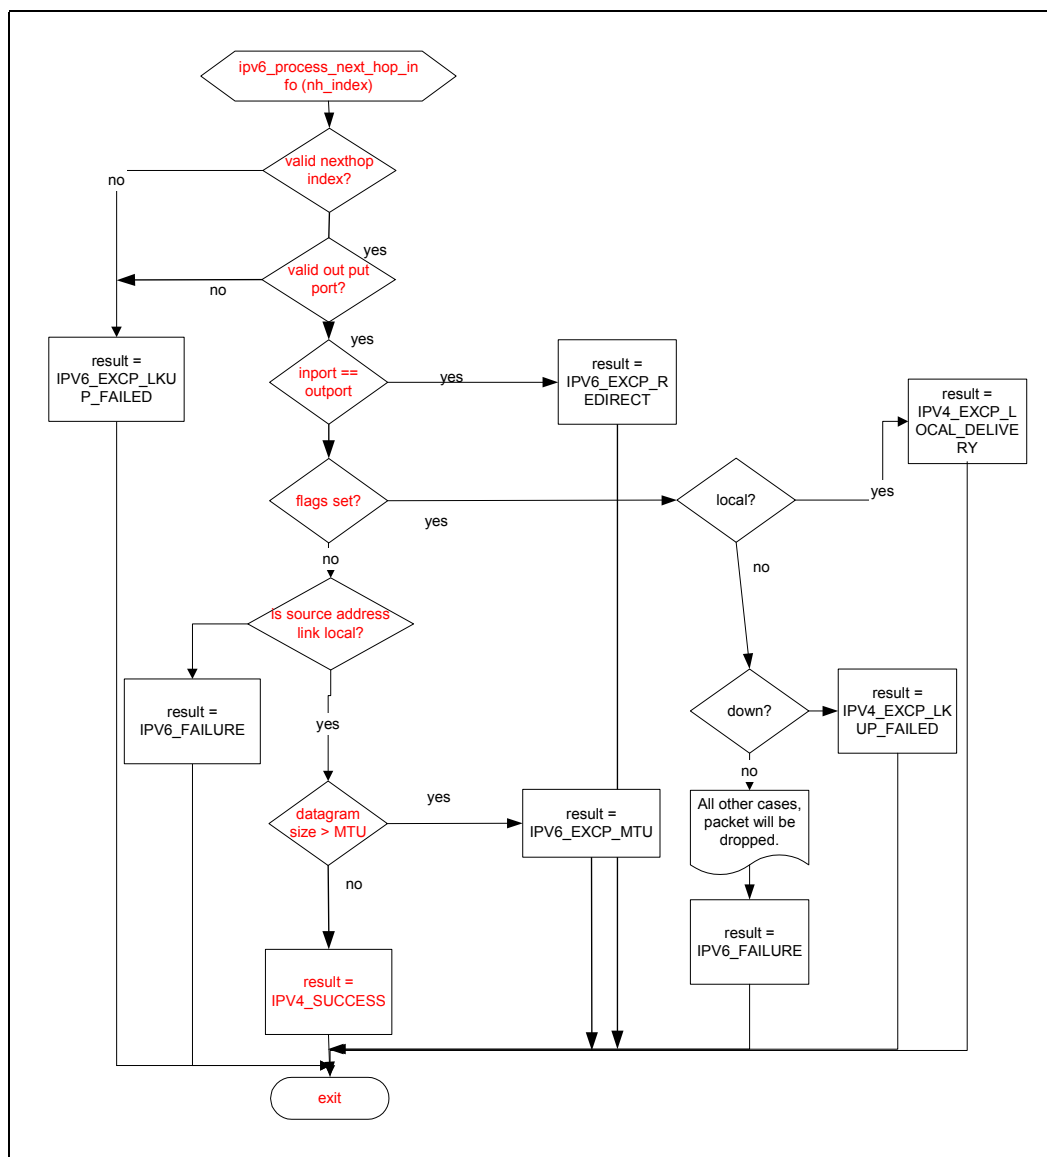 ipv6_process_next_hop_in
fo (nh_index)
valid nexthop
index?
no
yes
valid out put
port?
no
yes
result =
IPV6_EXCP_LKU
P_FAILED
inport ==
outport
yes
result =
IPV6_EXCP_R
EDIRECT
result =
IPV4_EXCP_L
OCAL_DELIVE
RY
flags set?
yes
local?
yes
no
no
is source address
link local?
result =
IPV6_FAILURE
yes
down?
result =
IPV4_EXCP_LK
UP_FAILED
no
datagram
size > MTU
yes
result =
IPV6_EXCP_MTU
All other cases,
packet will be
dropped.
no
result =
IPV6_FAILURE
result =
IPV4_SUCCESS
exit